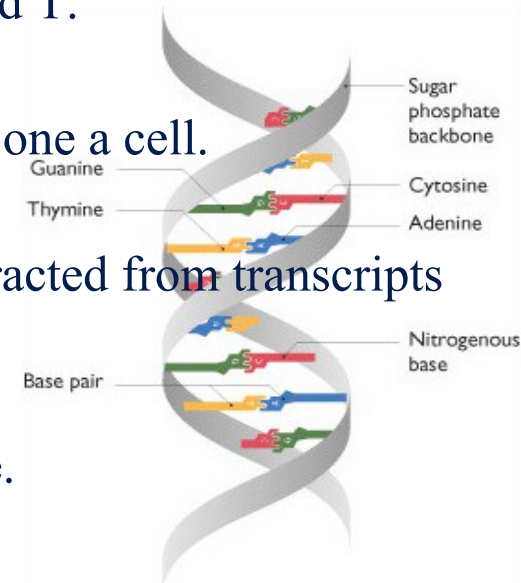 d T.
Sugar
phosphate
backbone
one a cell.
Guanine
Cytosine
Thymine
Adenine
racted from transcripts
Nitrogenous
base
Base pair
e.